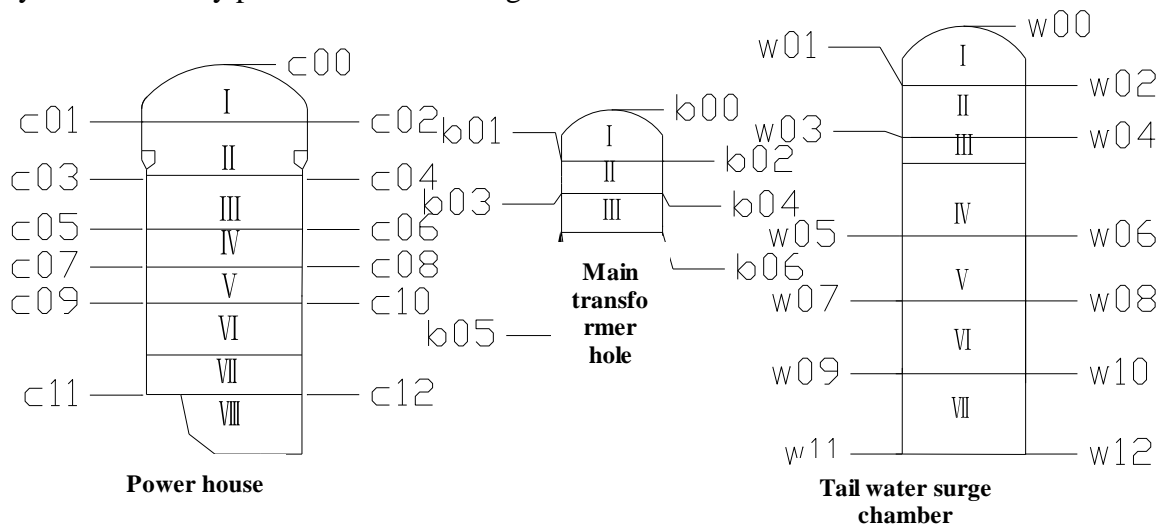 c00
I
c01
c02
II
c03
c04
III
c05
c06
IV
c07
c08
V
c09
c10
VI
VII
c11
c12
VIII
Power house
b00
I
b01
b02
II
b03
b04
III
b06
b05
Main
transfo
rmer
hole
w00
w01
I
w02
II
w03
w04
III
IV
w05
w06
V
w07
w08
VI
w09
w10
VII
w11
w12
Tail water surge
chamber